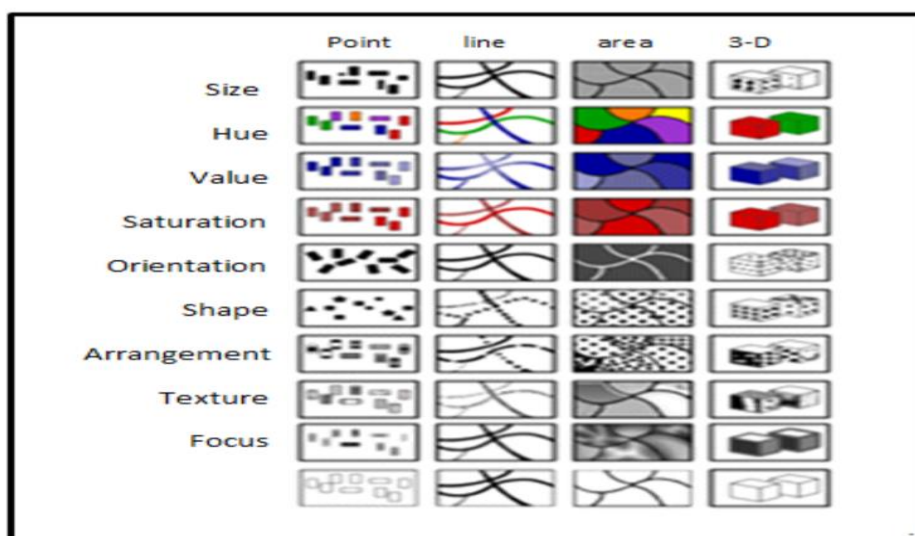 Point line area 3-D
Size
Hue
Value
Saturation
Orientation
Shape
Arrangement
Texture
Focus